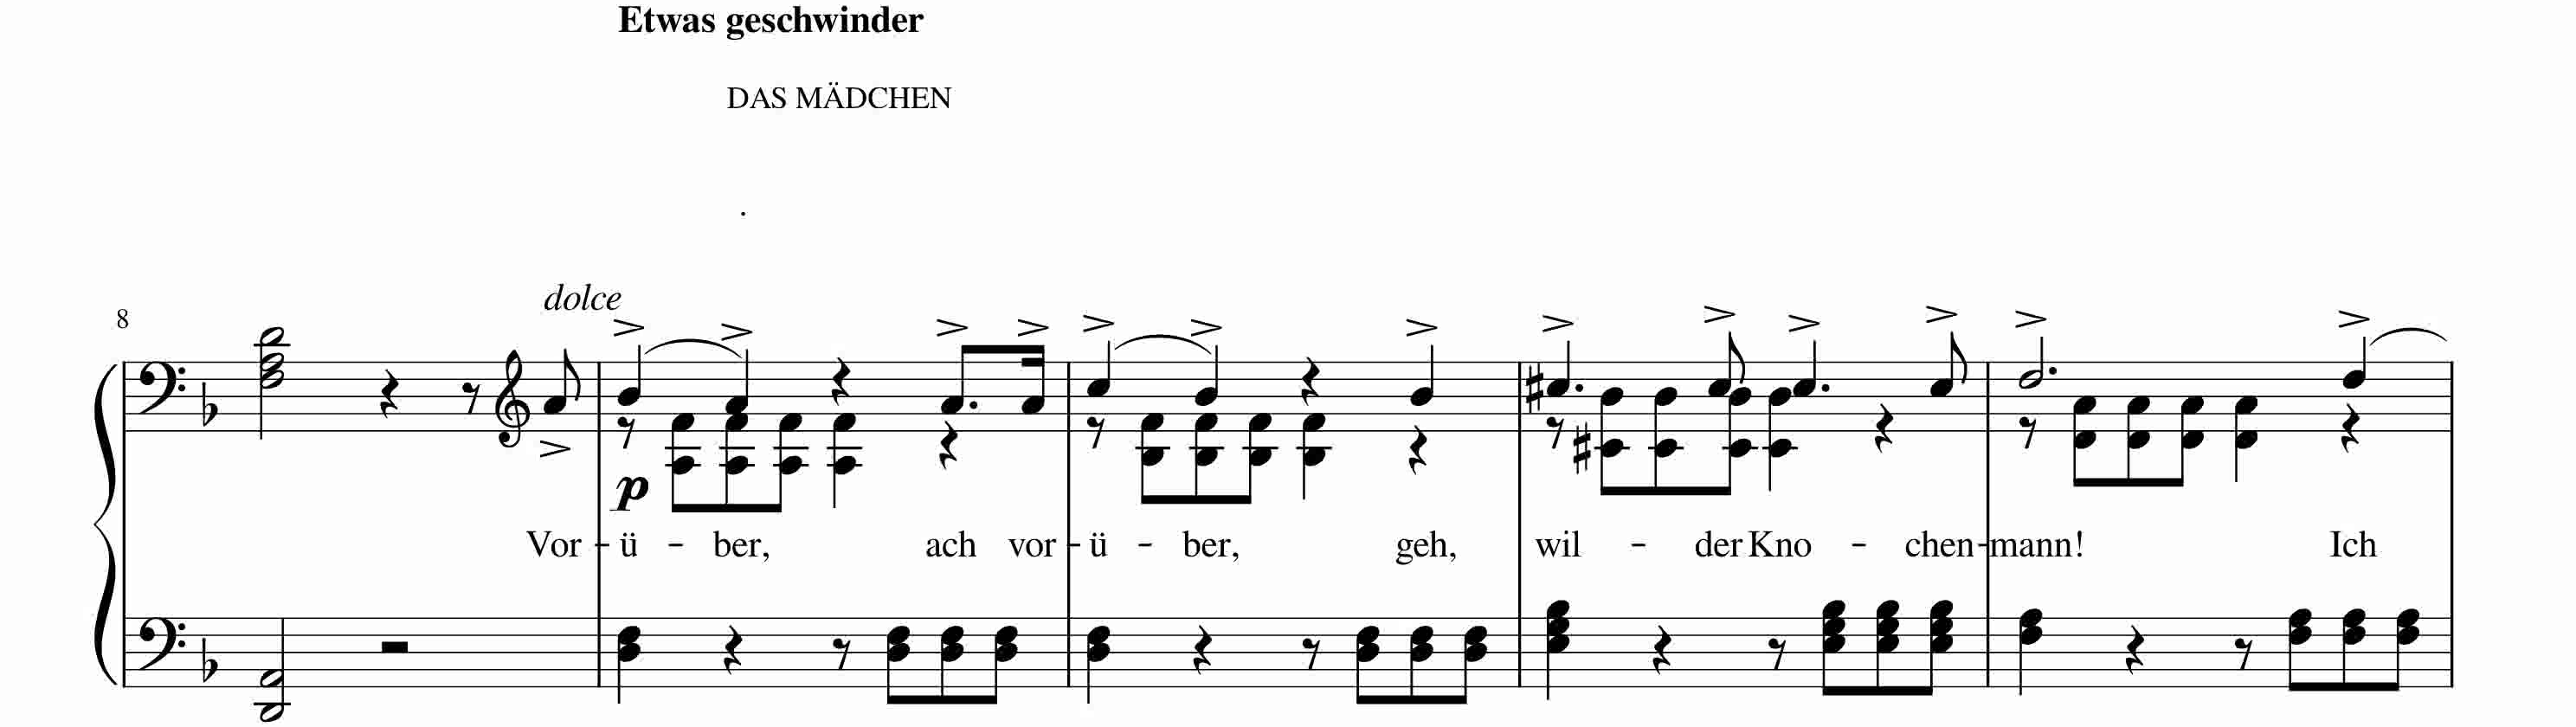 Etwas geschwinder
DAS MÄDCHEN
.
dolce
8
p
Vor - ü - ber, ach vor - ü - ber, geh, wil - der Kno - chen - mann! Ich